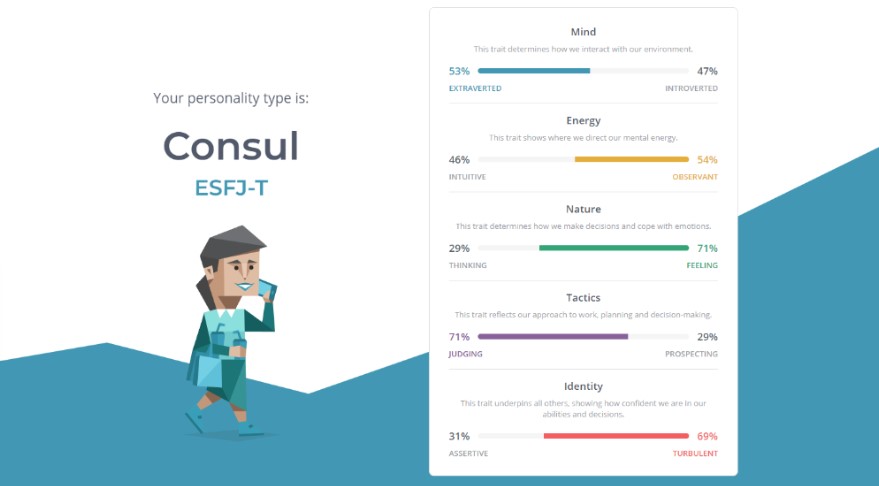 Your personality type is:
Consul
ESFJ-T
Mind
This trait determines how we interact with our environment.
53% 47%
EXTRAVERTED INTROVERTED
Energy
This trait shows where we direct our mental energy.
46% 54%
INTUITIVE OBSERVANT
Nature
This trait determines how we make decisions and cope with emotions.
29% 71%
THINKING FEELING
Tactics
This trait reflects our approach to work, planning and decision-making.
71% 29%
JUDGING PROSPECTING
Identity
This trait underpins all others, showing how confident we are in our
abilities and decisions.
31% 69%
ASSERTIVE TURBULENT